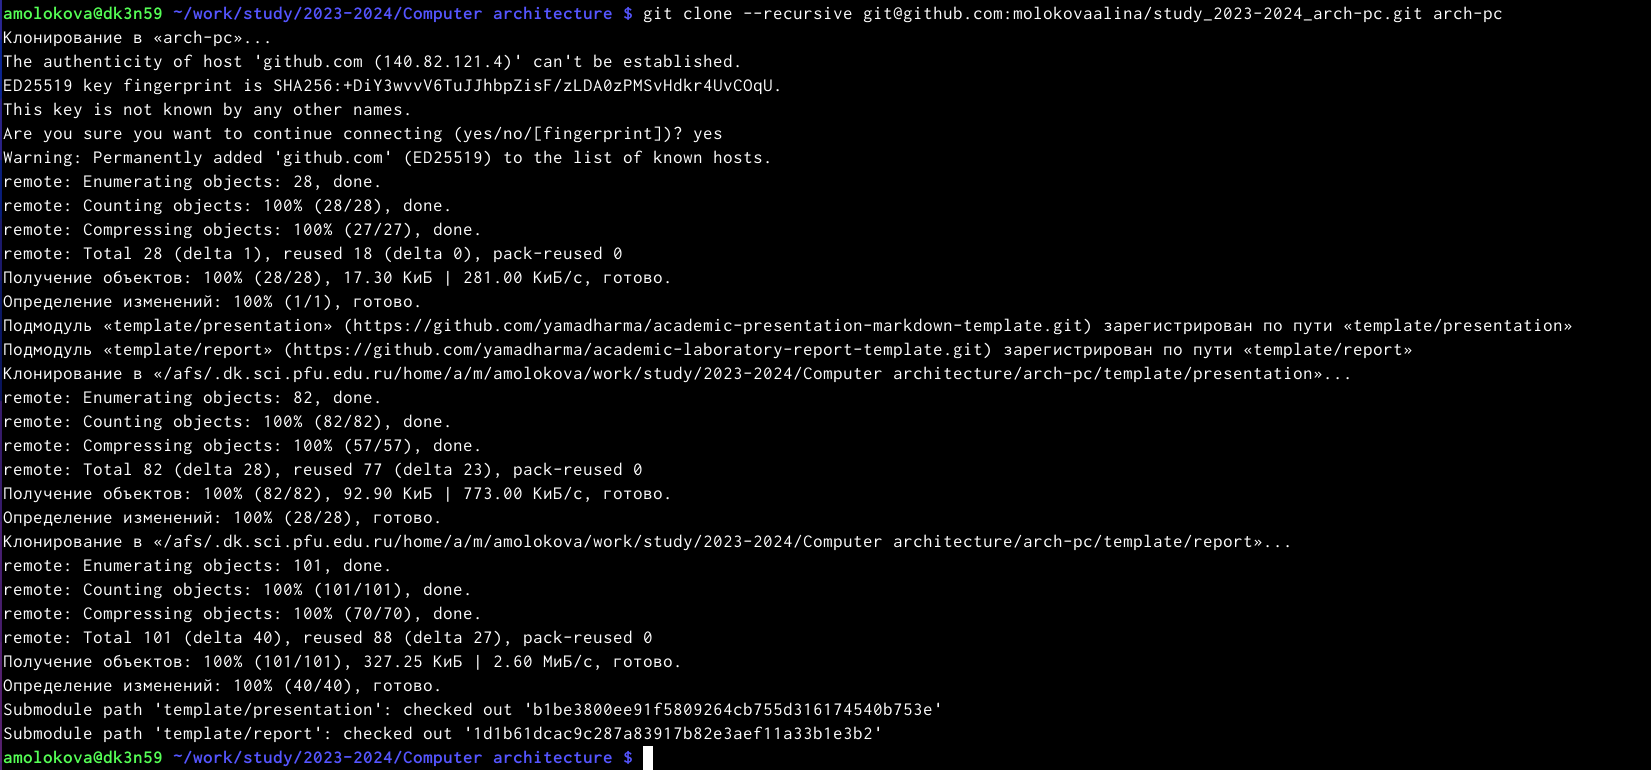 amolokova@dk3n59 ~/work/study/2023-2024/Computer architecture $ git clone --recursive git@github.com:molokovaalina/study_2023-2024_arch-pc.git arch-pc
Клонирование в «arch-pc»...
The authenticity of host 'github.com (140.82.121.4)' can't be established.
ED25519 key fingerprint is SHA256:+DiY3wvvV6TuJJhbpZisF/zLDA0zPMSvHdkr4UvCOqU.
This key is not known by any other names.
Are you sure you want to continue connecting (yes/no/[fingerprint])? yes
Warning: Permanently added 'github.com' (ED25519) to the list of known hosts.
remote: Enumerating objects: 28, done.
remote: Counting objects: 100% (28/28), done.
remote: Compressing objects: 100% (27/27), done.
remote: Total 28 (delta 1), reused 18 (delta 0), pack-reused 0
Получение объектов: 100% (28/28), 17.30 КиБ | 281.00 КиБ/с, готово.
Определение изменений: 100% (1/1), готово.
Подмодуль «template/presentation» (https://github.com/yamadharma/academic-presentation-markdown-template.git) зарегистрирован по пути «template/presentation»
Подмодуль «template/report» (https://github.com/yamadharma/academic-laboratory-report-template.git) зарегистрирован по пути «template/report»
Клонирование в «/afs/.dk.sci.pfu.edu.ru/home/a/m/amolokova/work/study/2023-2024/Computer architecture/arch-pc/template/presentation»...
remote: Enumerating objects: 82, done.
remote: Counting objects: 100% (82/82), done.
remote: Compressing objects: 100% (57/57), done.
remote: Total 82 (delta 28), reused 77 (delta 23), pack-reused 0
Получение объектов: 100% (82/82), 92.90 КиБ | 773.00 КиБ/с, готово.
Определение изменений: 100% (28/28), готово.
Клонирование в «/afs/.dk.sci.pfu.edu.ru/home/a/m/amolokova/work/study/2023-2024/Computer architecture/arch-pc/template/report»...
remote: Enumerating objects: 101, done.
remote: Counting objects: 100% (101/101), done.
remote: Compressing objects: 100% (70/70), done.
remote: Total 101 (delta 40), reused 88 (delta 27), pack-reused 0
Получение объектов: 100% (101/101), 327.25 КиБ | 2.60 МиБ/с, готово.
Определение изменений: 100% (40/40), готово.
Submodule path 'template/presentation': checked out 'b1be3800ee91f5809264cb755d316174540b753e'
Submodule path 'template/report': checked out '1d1b61dcac9c287a83917b82e3aef11a33b1e3b2'
amolokova@dk3n59 ~/work/study/2023-2024/Computer architecture $